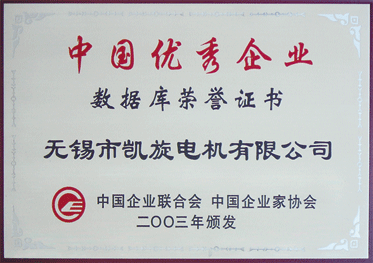 中国优秀企业
数据库荣誉证书
无锡市凯旋电机有限公司
中国企业联合会 中国企业家协会
二〇〇三年颁发